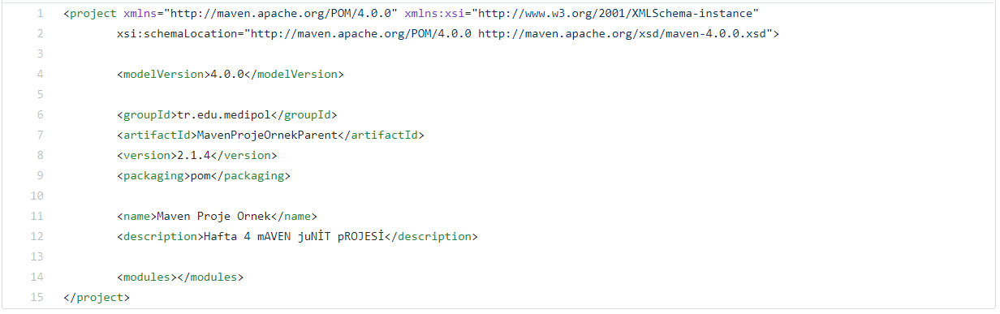 1 <project xmlns="http://maven.apache.org/POM/4.0.0" xmlns:xsi="http://www.w3.org/2001/XMLSchema-instance"
2 xsi:schemaLocation="http://maven.apache.org/POM/4.0.0 http://maven.apache.org/xsd/maven-4.0.0.xsd">
3
4 <modelVersion>4.0.0</modelVersion>
5
6 <groupId>tr.edu.medipol</groupId>
7 <artifactId>MavenProjeOrnekParent</artifactId>
8 <version>2.1.4</version>
9 <packaging>pom</packaging>
10
11 <name>Maven Proje Ornek</name>
12 <description>Hafta 4 mAVEN juNİT pROJESİ</description>
13
14 <modules></modules>
15 </project>